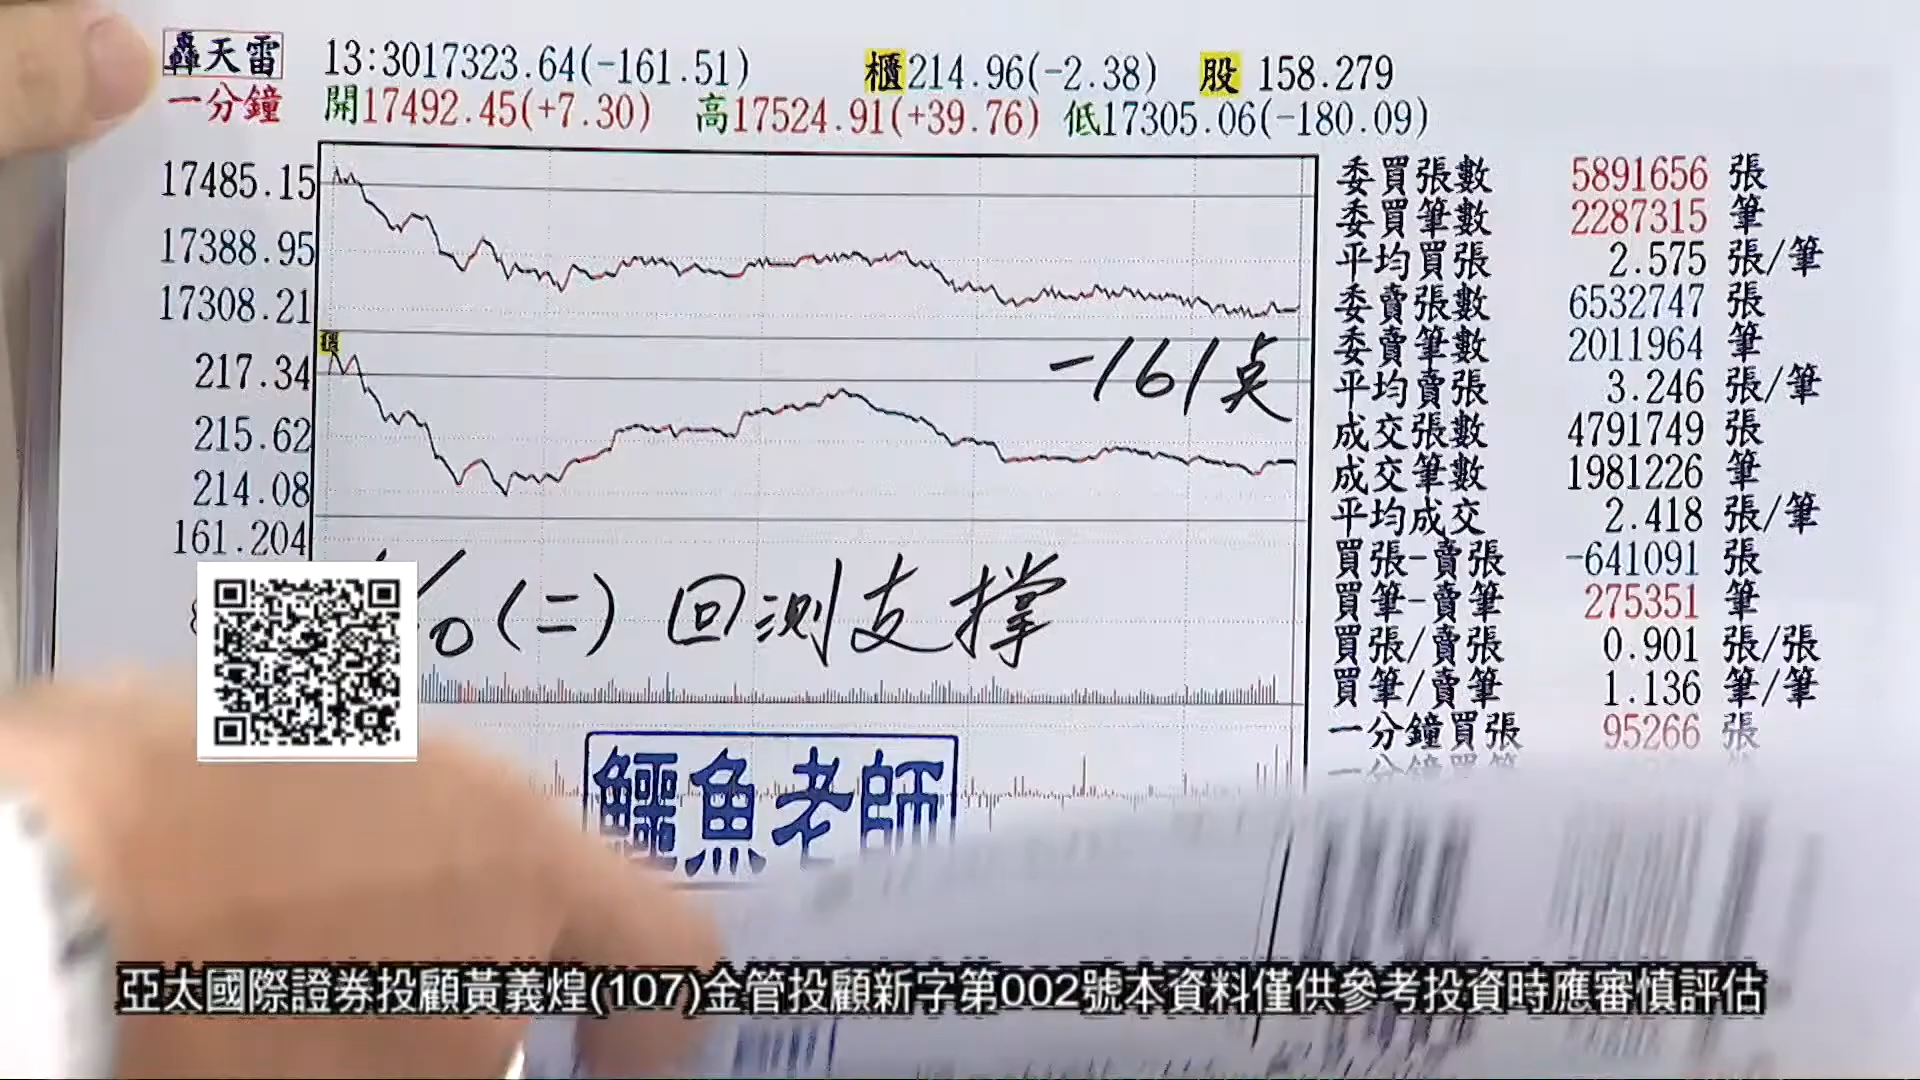 轟天雷 13:30 17323.64(-161.51) 櫃214.96(-2.38) 股 158.279
一分鐘 開17492.45(+7.30) 高17524.91(+39.76) 低17305.06(-180.09)
17485.15
17388.95
17308.21
櫃
217.34
215.62
214.08
161.204
-161点
(二)回测支撑
鱷魚老師
委買張數 5891656 張
委買筆數 2287315 筆
平均買張 2.575 張/筆
委賣張數 6532747 張
委賣筆數 2011964 筆
平均賣張 3.246 張/筆
成交張數 4791749 張
成交筆數 1981226 筆
平均成交 2.418 張/筆
買張-賣張 -641091 張
買筆-賣筆 275351 筆
買張/賣張 0.901 張/張
買筆/賣筆 1.136 筆/筆
一分鐘買張 95266 張
亞太國際證券投顧黃義煌(107)金管投顧新字第002號本資料僅供參考投資時應審慎評估